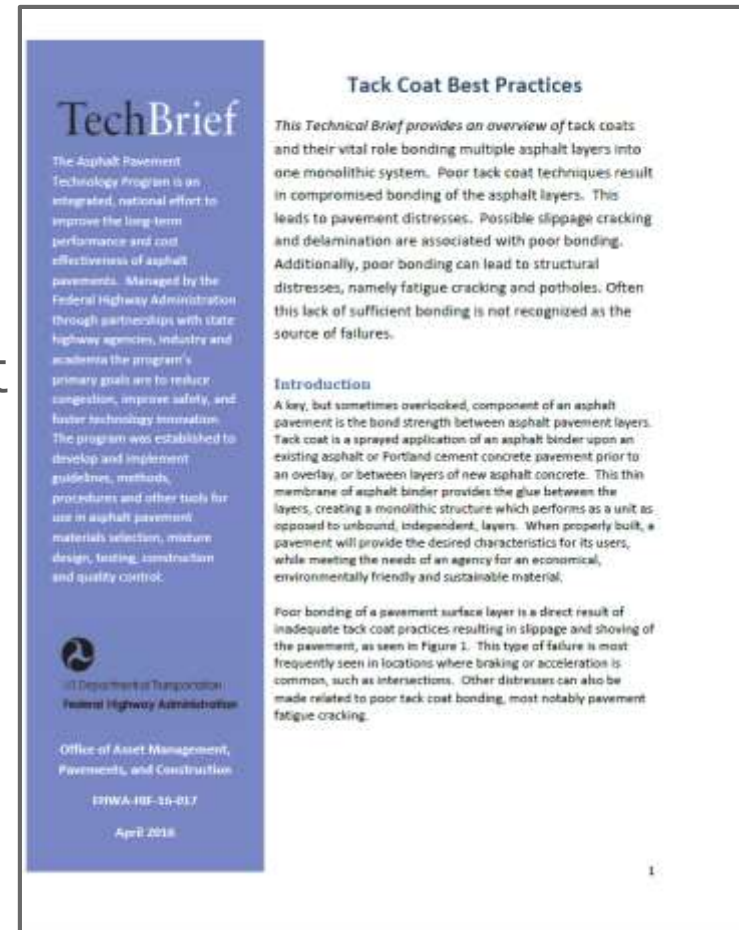 t
TechBrief
The Asphalt Pavement
Technology Program is an
integrated, national effort to
improve the long-term
performance and cost
effectiveness of asphalt
pavements. Managed by the
Federal Highway Administration
through partnerships with state
highway agencies, industry and
academia the program's
primary goals are to reduce
congestion, improve safety, and
foster technology innovation.
The program was established to
develop and implement
guidelines, methods,
procedures and other tools for
use in asphalt pavement
materials selection, mixture
design, testing, construction
and quality control.
US Department of Transportation
Federal Highway Administration
Office of Asset Management,
Pavements, and Construction
FHWA-HIF-16-017
April 2016
Tack Coat Best Practices
This Technical Brief provides an overview of tack coats
and their vital role bonding multiple asphalt layers into
one monolithic system. Poor tack coat techniques result
in compromised bonding of the asphalt layers. This
leads to pavement distresses. Possible slippage cracking
and delamination are associated with poor bonding.
Additionally, poor bonding can lead to structural
distresses, namely fatigue cracking and potholes. Often
this lack of sufficient bonding is not recognized as the
source of failures.
Introduction
A key, but sometimes overlooked, component of an asphalt
pavement is the bond strength between asphalt pavement layers.
Tack coat is a sprayed application of an asphalt binder upon an
existing asphalt or Portland cement concrete pavement prior to
an overlay, or between layers of new asphalt concrete. This thin
membrane of asphalt binder provides the glue between the
layers, creating a monolithic structure which performs as a unit as
opposed to unbound, independent, layers. When properly built, a
pavement will provide the desired characteristics for its users,
while meeting the needs of an agency for an economical,
environmentally friendly and sustainable material.
Poor bonding of a pavement surface layer is a direct result of
inadequate tack coat practices resulting in slippage and shoving of
the pavement, as seen in Figure 1. This type of failure is most
frequently seen in locations where braking or acceleration is
common, such as intersections. Other distresses can also be
made related to poor tack coat bonding, most notably pavement
fatigue cracking.
1